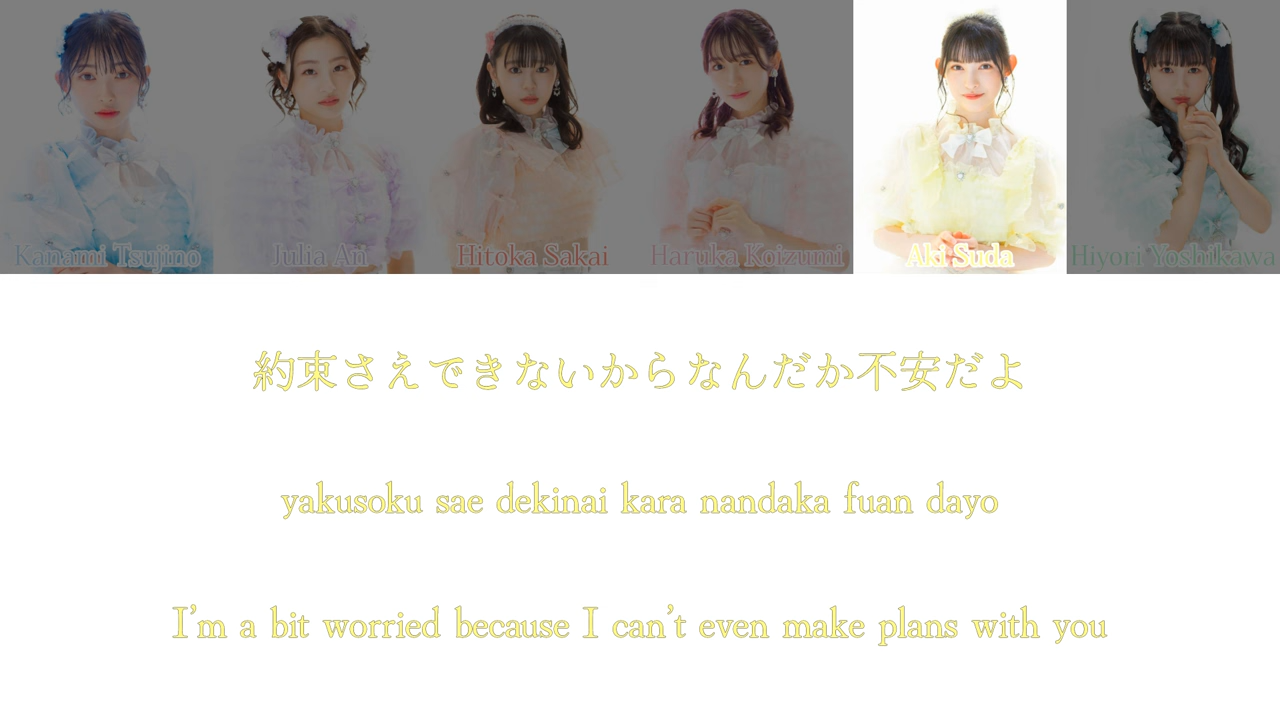 Kanami Tsujino
Julia An
Hitoka Sakai
Haruka Koizumi
Aki Suda
Hiyori Yoshikawa
約束さえできないからなんだか不安だよ
yakusoku sae dekinai kara nandaka fuan dayo
I'm a bit worried because I can't even make plans with you